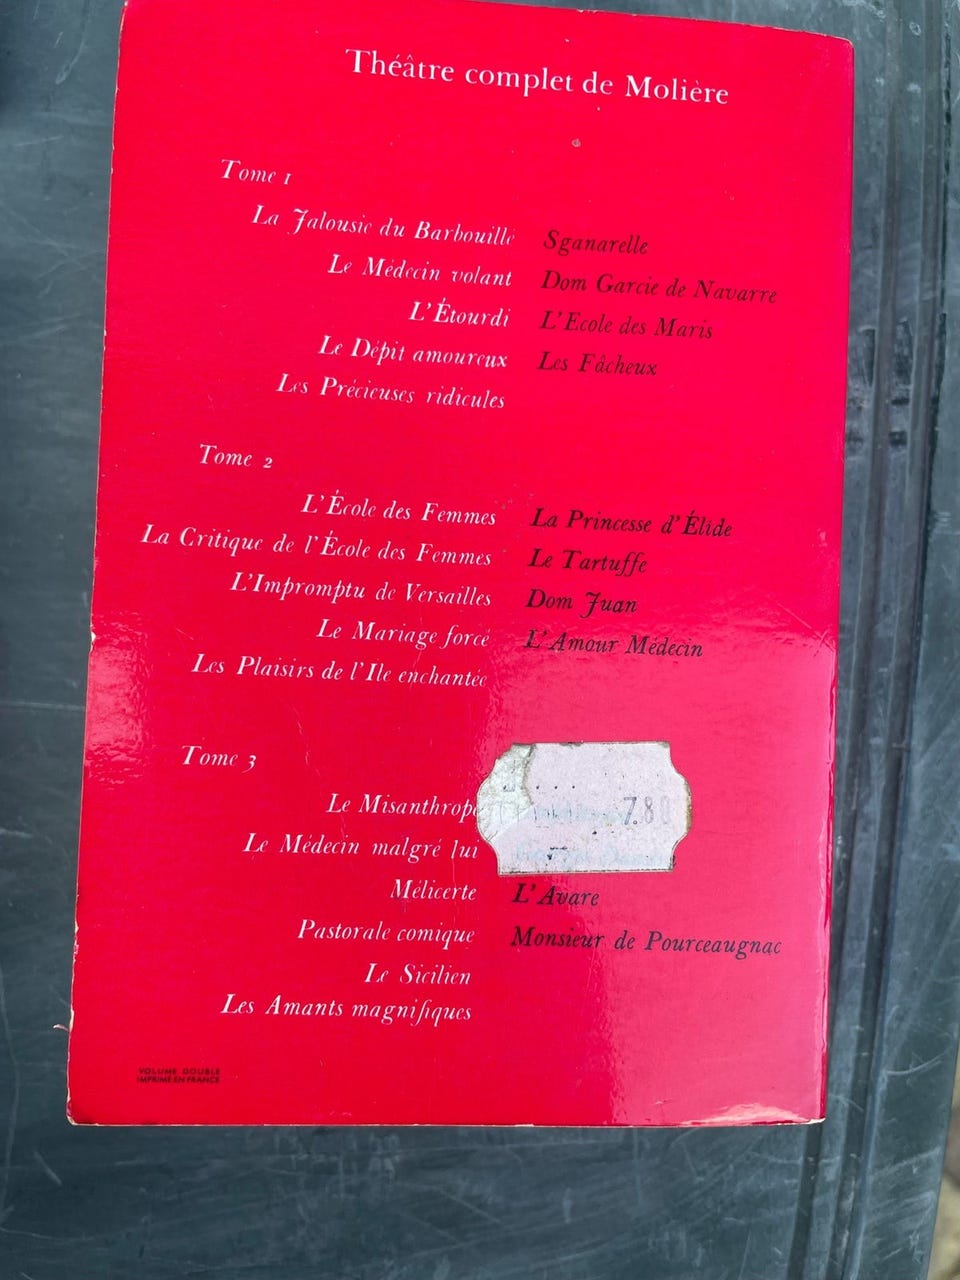 Théâtre complet de Molière
Tome 1
La Jalousie du Barbouillé
Le Médecin volant
L'Étourdi
Le Dépit amoureux
Les Précieuses ridicules
Sganarelle
Dom Garcie de Navarre
L'Ecole des Maris
Les Fâcheux
Tome 2
L'École des Femmes
La Critique de l'École des Femmes
L'Impromptu de Versailles
Le Mariage forcé
Les Plaisirs de l'Ile enchantée
La Princesse d'Élide
Le Tartuffe
Dom Juan
L'Amour Médecin
Tome 3
Le Misanthrope
Le Médecin malgré lui
Mélicerte
Pastorale comique
Le Sicilien
Les Amants magnifiques
7.80
L'Avare
Monsieur de Pourceaugnac
VOLUME DOUBLE
IMPRIMÉ EN FRANCE